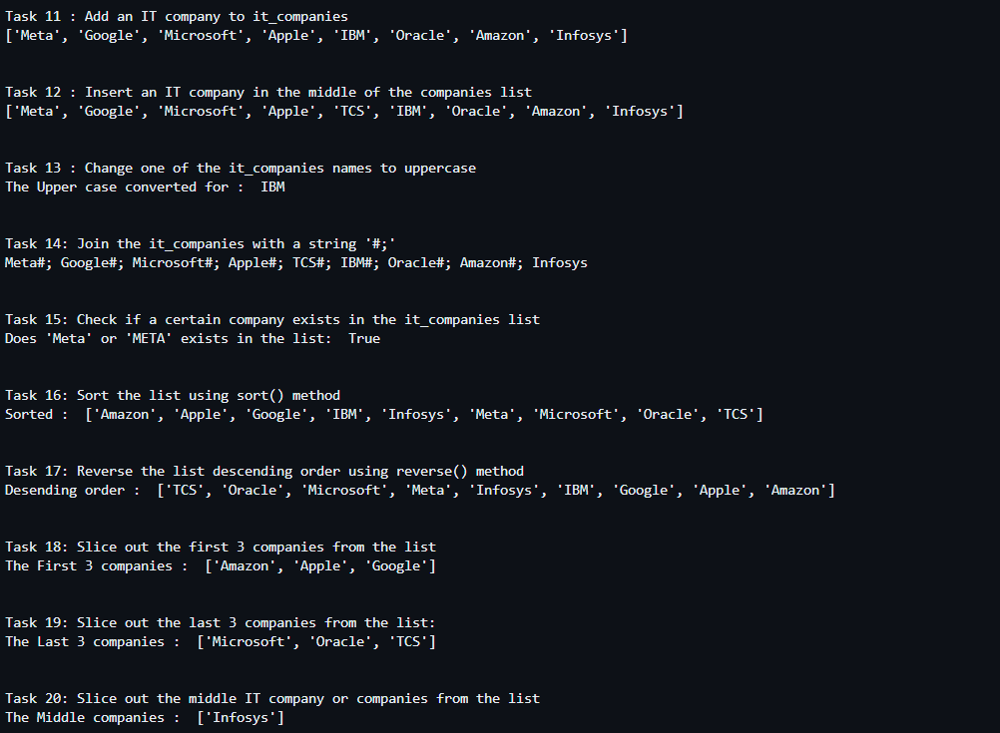 Task 11 : Add an IT company to it_companies
['Meta', 'Google', 'Microsoft', 'Apple', 'IBM', 'Oracle', 'Amazon', 'Infosys']
Task 12 : Insert an IT company in the middle of the companies list
['Meta', 'Google', 'Microsoft', 'Apple', 'TCS', 'IBM', 'Oracle', 'Amazon', 'Infosys']
Task 13 : Change one of the it_companies names to uppercase
The Upper case converted for :  IBM
Task 14: Join the it_companies with a string '#;'
Meta#; Google#; Microsoft#; Apple#; TCS#; IBM#; Oracle#; Amazon#; Infosys
Task 15: Check if a certain company exists in the it_companies list
Does 'Meta' or 'META' exists in the list:  True
Task 16: Sort the list using sort() method
Sorted :  ['Amazon', 'Apple', 'Google', 'IBM', 'Infosys', 'Meta', 'Microsoft', 'Oracle', 'TCS']
Task 17: Reverse the list descending order using reverse() method
Desending order :  ['TCS', 'Oracle', 'Microsoft', 'Meta', 'Infosys', 'IBM', 'Google', 'Apple', 'Amazon']
Task 18: Slice out the first 3 companies from the list
The First 3 companies :  ['Amazon', 'Apple', 'Google']
Task 19: Slice out the last 3 companies from the list:
The Last 3 companies :  ['Microsoft', 'Oracle', 'TCS']
Task 20: Slice out the middle IT company or companies from the list
The Middle companies :  ['Infosys']